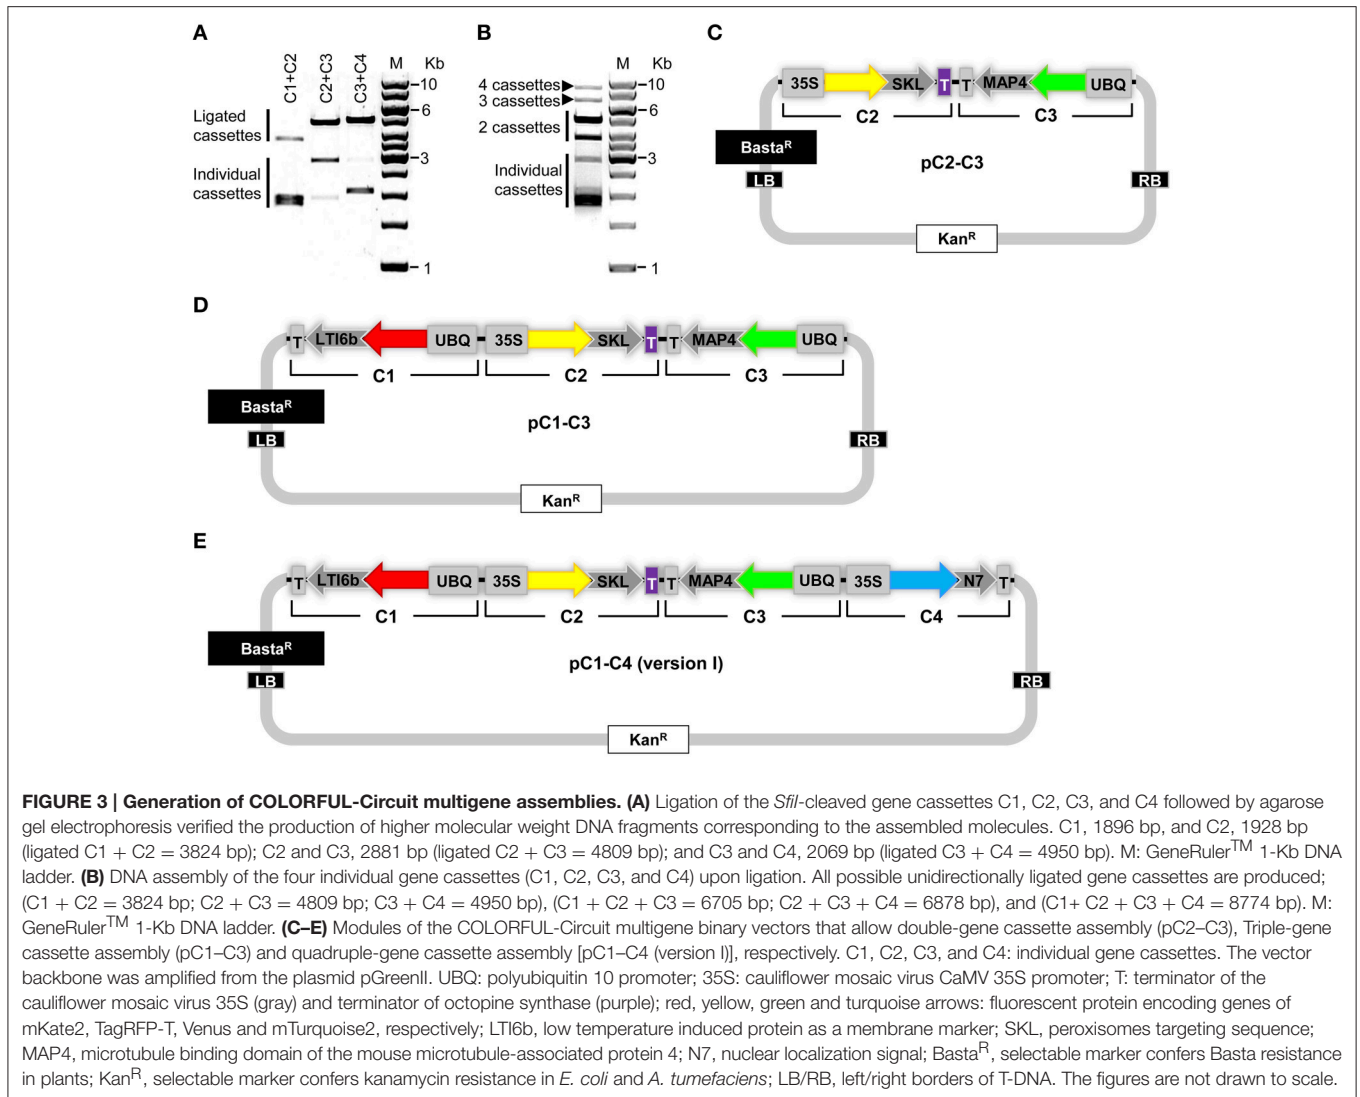 A
C1+C2
C2+C3
C3+C4
M
Kb
10
6
3
1
Ligated
cassettes
Individual
cassettes
B
M
Kb
4 cassettes
3 cassettes
2 cassettes
Individual
cassettes
10
6
3
1
C
35S
SKL
T
T
MAP4
UBQ
C2
C3
Basta^R
LB
pC2-C3
RB
Kan^R
D
T
LTI6b
UBQ
35S
SKL
T
T
MAP4
UBQ
C1
C2
C3
Basta^R
LB
pC1-C3
RB
Kan^R
E
T
LTI6b
UBQ
35S
SKL
T
T
MAP4
UBQ
35S
N7
T
C1
C2
C3
C4
Basta^R
LB
pC1-C4 (version I)
RB
Kan^R
FIGURE 3 | Generation of COLORFUL-Circuit multigene assemblies. (A) Ligation of the SfiI-cleaved gene cassettes C1, C2, C3, and C4 followed by agarose
gel electrophoresis verified the production of higher molecular weight DNA fragments corresponding to the assembled molecules. C1, 1896 bp, and C2, 1928 bp
(ligated C1 + C2 = 3824 bp); C2 and C3, 2881 bp (ligated C2 + C3 = 4809 bp); and C3 and C4, 2069 bp (ligated C3 + C4 = 4950 bp). M: GeneRuler™ 1-Kb DNA
ladder. (B) DNA assembly of the four individual gene cassettes (C1, C2, C3, and C4) upon ligation. All possible unidirectionally ligated gene cassettes are produced;
(C1 + C2 = 3824 bp; C2 + C3 = 4809 bp; C3 + C4 = 4950 bp), (C1 + C2 + C3 = 6705 bp; C2 + C3 + C4 = 6878 bp), and (C1+ C2 + C3 + C4 = 8774 bp). M:
GeneRuler™ 1-Kb DNA ladder. (C–E) Modules of the COLORFUL-Circuit multigene binary vectors that allow double-gene cassette assembly (pC2–C3), Triple-gene
cassette assembly (pC1–C3) and quadruple-gene cassette assembly [pC1–C4 (version I)], respectively. C1, C2, C3, and C4: individual gene cassettes. The vector
backbone was amplified from the plasmid pGreenII. UBQ: polyubiquitin 10 promoter; 35S: cauliflower mosaic virus CaMV 35S promoter; T: terminator of the
cauliflower mosaic virus 35S (gray) and terminator of octopine synthase (purple); red, yellow, green and turquoise arrows: fluorescent protein encoding genes of
mKate2, TagRFP-T, Venus and mTurquoise2, respectively; LTI6b, low temperature induced protein as a membrane marker; SKL, peroxisomes targeting sequence;
MAP4, microtubule binding domain of the mouse microtubule-associated protein 4; N7, nuclear localization signal; Basta^R, selectable marker confers Basta resistance
in plants; Kan^R, selectable marker confers kanamycin resistance in E. coli and A. tumefaciens; LB/RB, left/right borders of T-DNA. The figures are not drawn to scale.